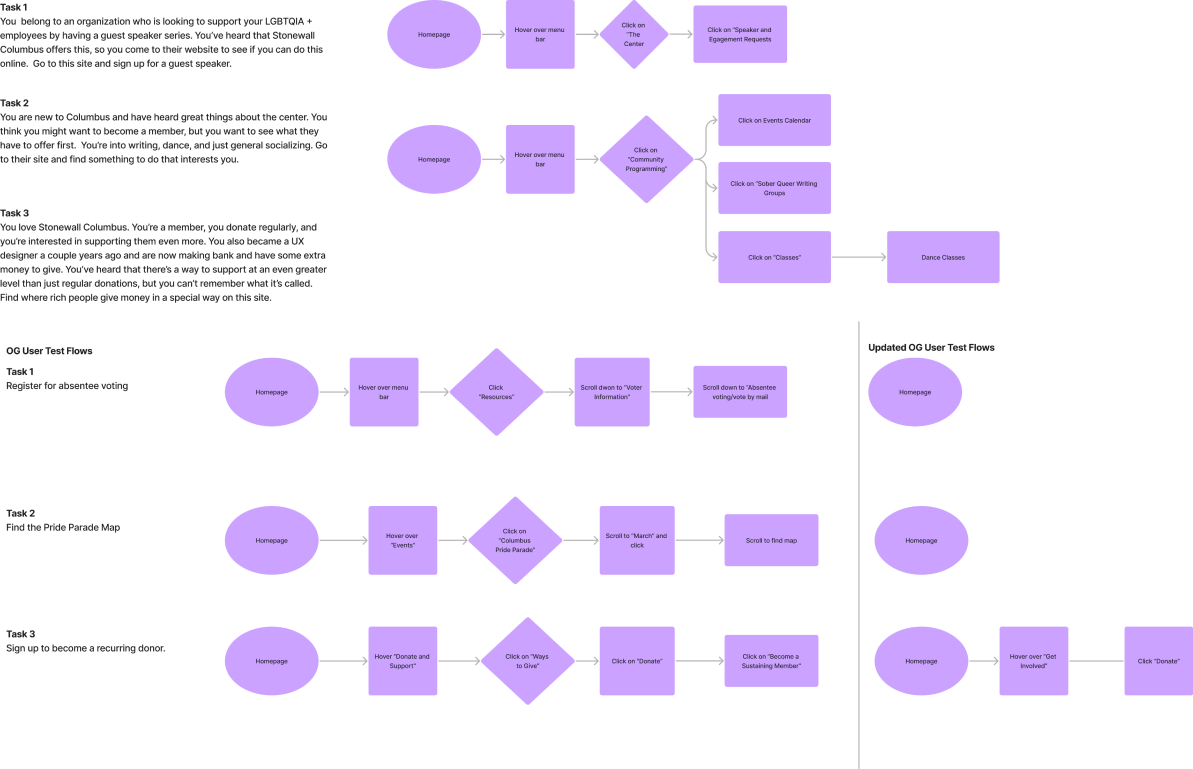 Task 1
You  belong to an organization who is looking to support your LGBTQIA +
employees by having a guest speaker series. You've heard that Stonewall
Columbus offers this, so you come to their website to see if you can do this
online.  Go to this site and sign up for a guest speaker.
Homepage
Hover over menu
bar
Click on
"The
Center
Click on "Speaker and
Egagement Requests
Task 2
You are new to Columbus and have heard great things about the center. You
think you might want to become a member, but you want to see what they
have to offer first.  You're into writing, dance, and just general socializing. Go
to their site and find something to do that interests you.
Homepage
Hover over menu
bar
Click on
"Community
Programming"
Click on Events Calendar
Click on "Sober Queer Writing
Groups
Click on "Classes"
Dance Classes
Task 3
You love Stonewall Columbus. You're a member, you donate regularly, and
you're interested in supporting them even more. You also became a UX
designer a couple years ago and are now making bank and have some extra
money to give. You've heard that there's a way to support at an even greater
level than just regular donations, but you can't remember what it's called.
Find where rich people give money in a special way on this site.
OG User Test Flows
Task 1
Register for absentee voting
Homepage
Hover over menu
bar
Click
"Resources"
Scroll dwon to "Voter
Information"
Scroll down to "Absentee
voting/vote by mail
Task 2
Find the Pride Parade Map
Homepage
Hover over
"Events"
Click on
"Columbus
Pride Parade"
Scroll to "March" and
click
Scroll to find map
Task 3
Sign up to become a recurring donor.
Homepage
Hover "Donate and
Support"
Click on "Ways
to Give"
Click on "Donate"
Click on "Become a
Sustaining Member"
Updated OG User Test Flows
Homepage
Homepage
Homepage
Hover over "Get
Involved"
Click "Donate"